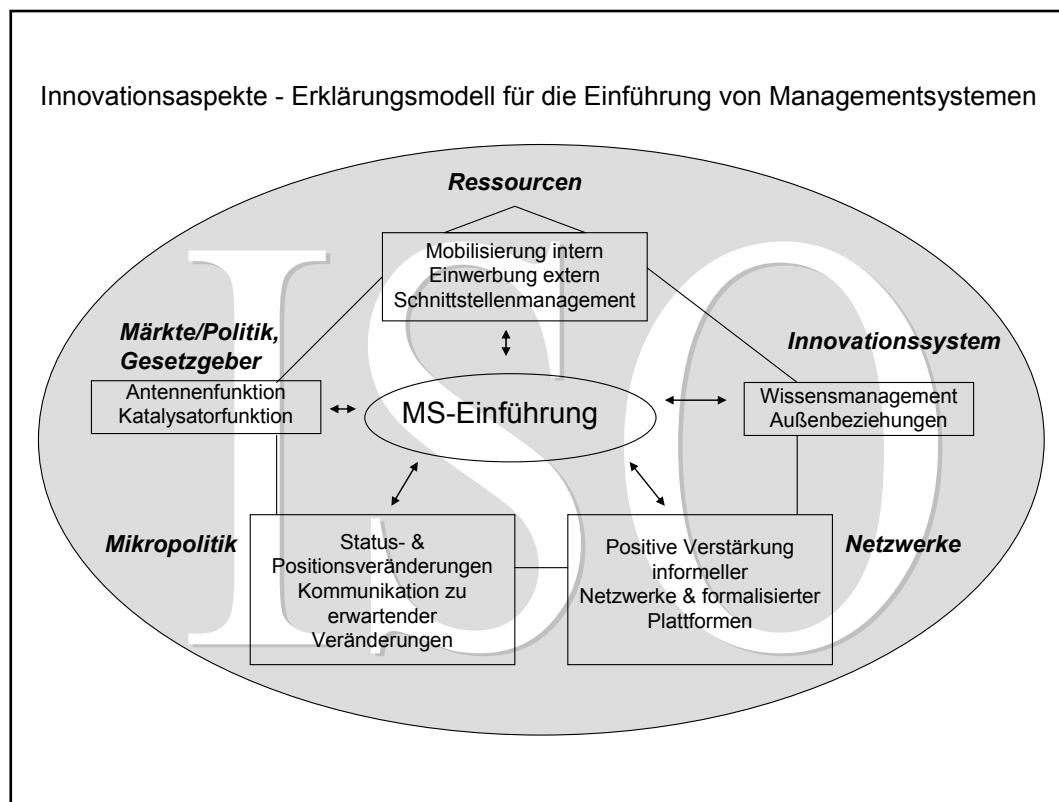 Innovationsaspekte - Erklärungsmodell für die Einführung von Managementsystemen
Ressourcen
Mobilisierung intern
Einwerbung extern
Schnittstellenmanagement
Märkte/Politik,
Gesetzgeber
Antennenfunktion
Katalysatorfunktion
MS-Einführung
Innovationssystem
Wissensmanagement
Außenbeziehungen
Mikropolitik
Status- &
Positionsveränderungen
Kommunikation zu
erwartender
Veränderungen
Positive Verstärkung
informeller
Netzwerke & formalisierter
Plattformen
Netzwerke
ISO